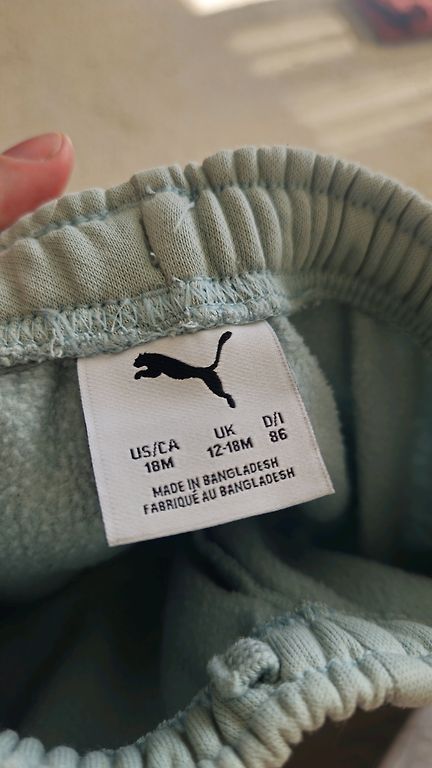 US/CA UK D/I
18M 12-18M 86
MADE IN BANGLADESH
FABRIQUÉ AU BANGLADESH